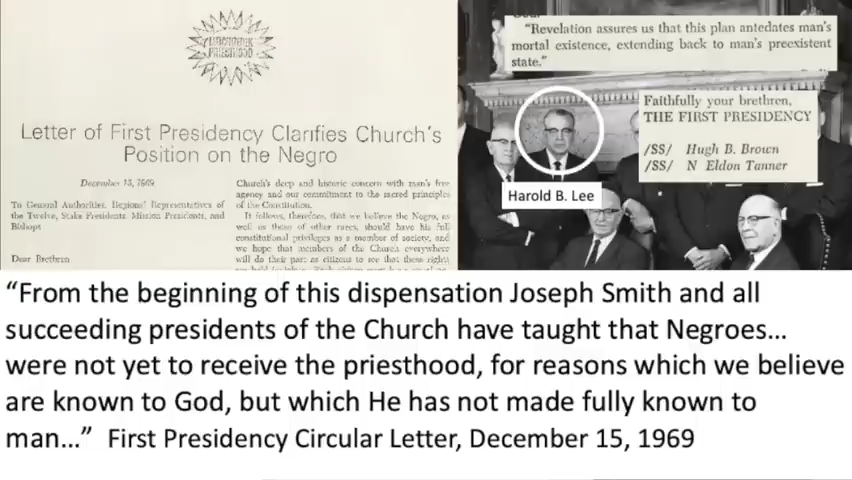 Letter of First Presidency Clarifies Church's
Position on the Negro
December 15, 1969
To General Authorities, Regional Representatives of
the Twelve, Stake Presidents, Mission Presidents, and
Bishops
Dear Brethren
Church's deep and historic concern with man's free
agency and our commitment to the sacred principles
of the Constitution.
It follows, therefore, that we believe the Negro, as
well as those of other races, should have his full
constitutional privileges as a member of society, and
we hope that members of the Church everywhere
will do their part as citizens to see that these rights
"Revelation assures us that this plan antedates man's
mortal existence, extending back to man's preexistent
state."
Faithfully your brethren,
THE FIRST PRESIDENCY
/SS/ Hugh B. Brown
/SS/ N Eldon Tanner
Harold B. Lee
“From the beginning of this dispensation Joseph Smith and all
succeeding presidents of the Church have taught that Negroes...
were not yet to receive the priesthood, for reasons which we believe
are known to God, but which He has not made fully known to
man...” First Presidency Circular Letter, December 15, 1969